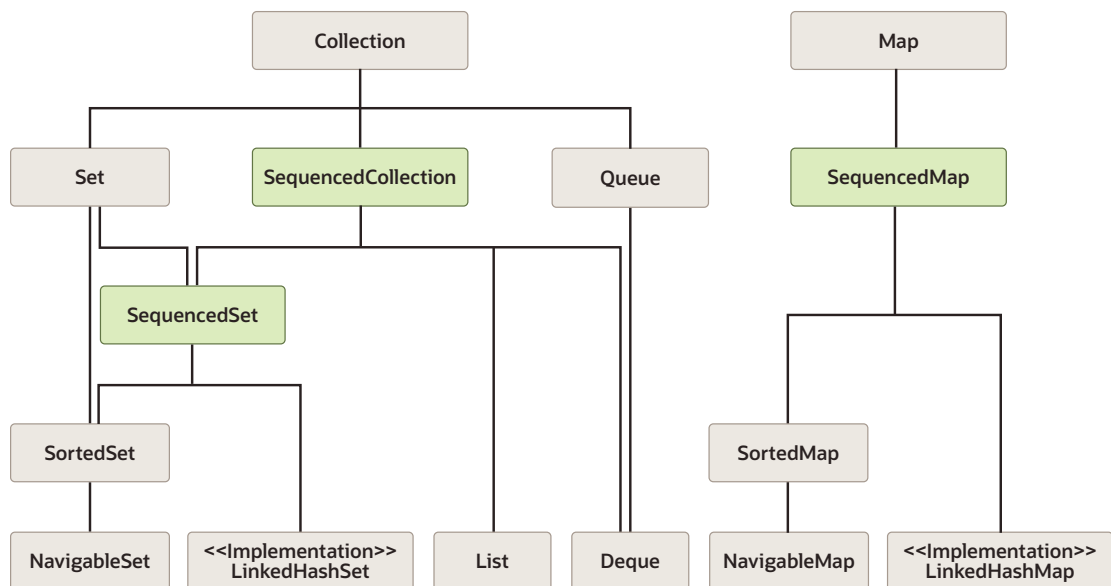 Collection
Map
Set
SequencedCollection
Queue
SequencedMap
SequencedSet
SortedSet
SortedMap
NavigableSet
<<Implementation>>
LinkedHashSet
List
Deque
NavigableMap
<<Implementation>>
LinkedHashMap